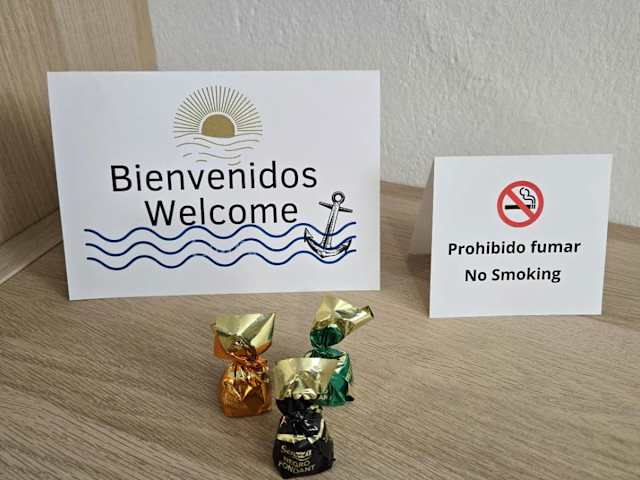 Bienvenidos
Welcome
Prohibido fumar
No Smoking
NEGRO
FONDANT